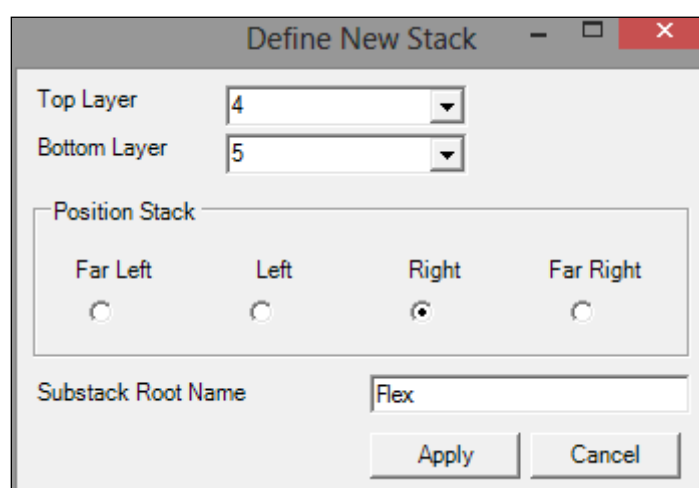 Define New Stack
Top Layer 4
Bottom Layer 5
Position Stack
Far Left Left Right Far Right
Substack Root Name Flex
Apply Cancel